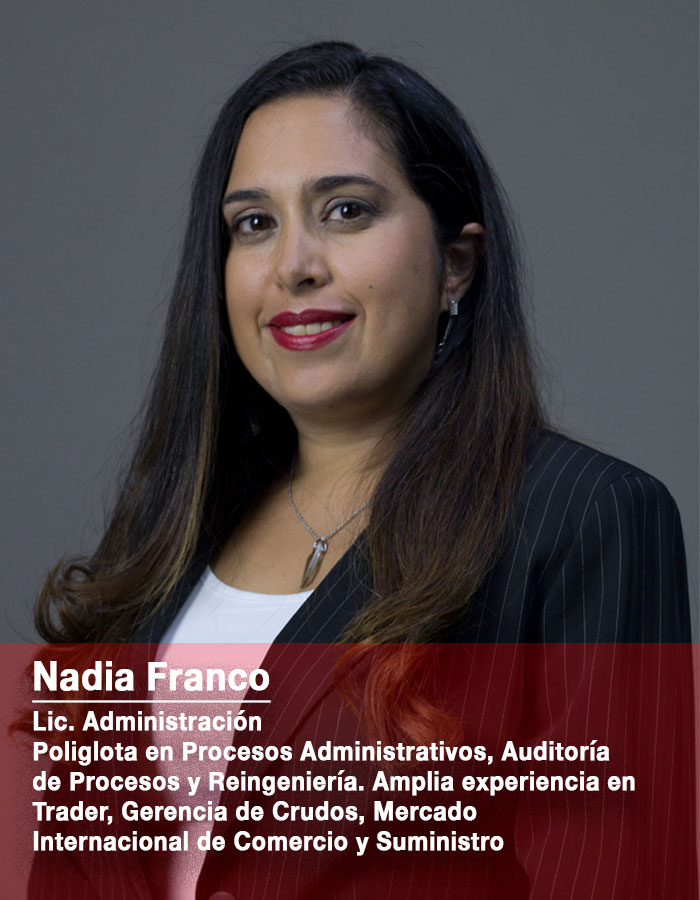 Nadia Franco
Lic. Administración
Poliglota en Procesos Administrativos, Auditoría
de Procesos y Reingeniería. Amplia experiencia en
Trader, Gerencia de Crudos, Mercado
Internacional de Comercio y Suministro